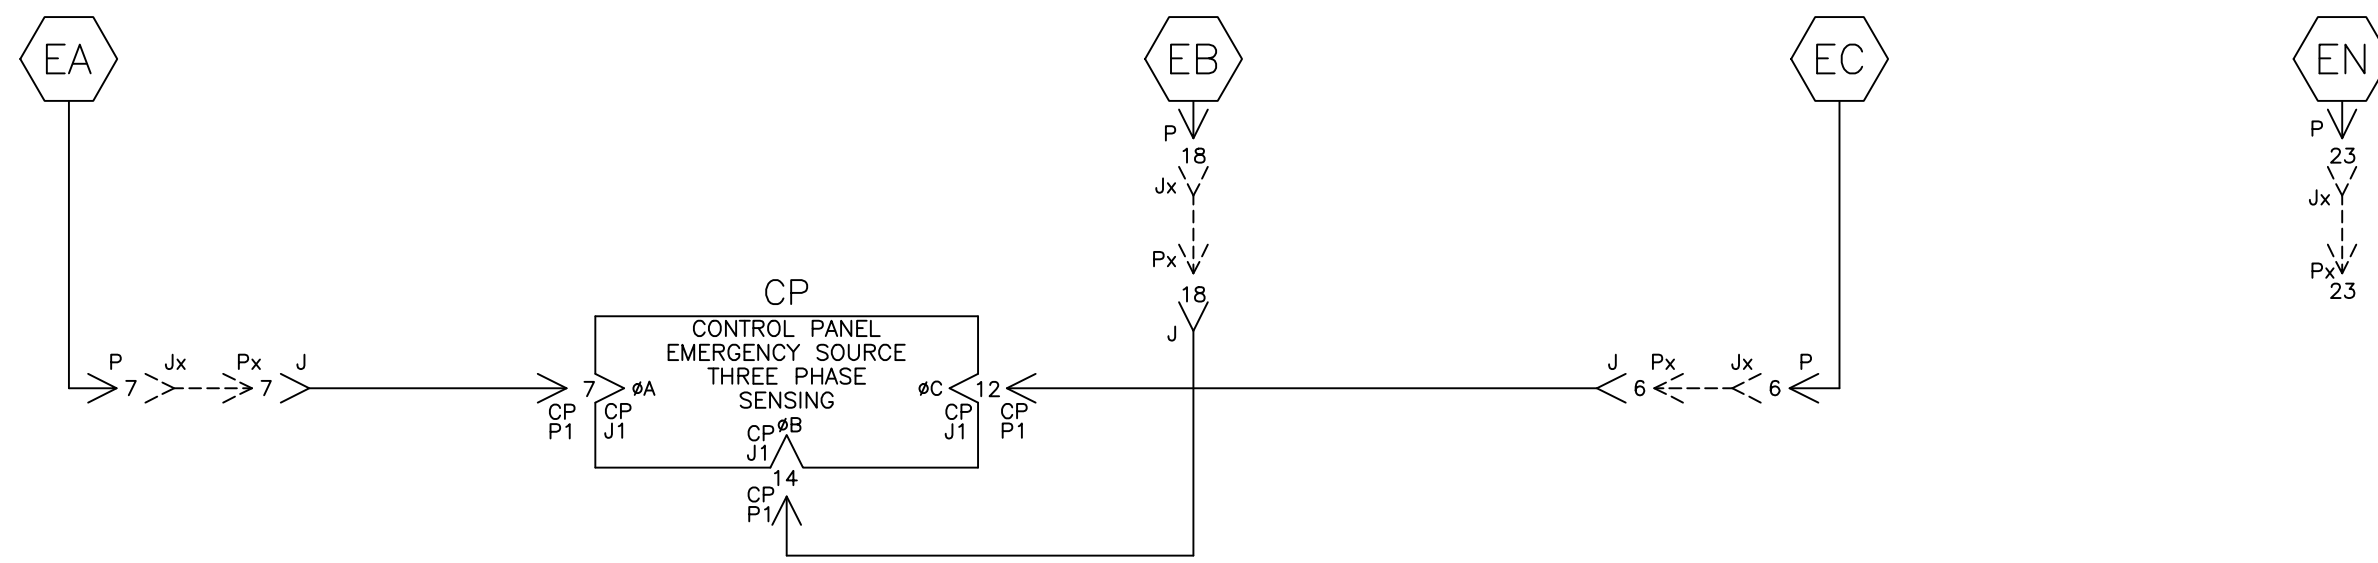 EA
EB
EC
EN
P
18
Jx
Px
18
J
P
23
Jx
Px
23
CP
CONTROL PANEL
EMERGENCY SOURCE
THREE PHASE
SENSING
P 7 Jx Px 7 J
7 øA
CP P1
CP J1
øC 12
CP J1
CP P1
J 6 Px Jx 6 P
øB
CP J1
14
CP P1